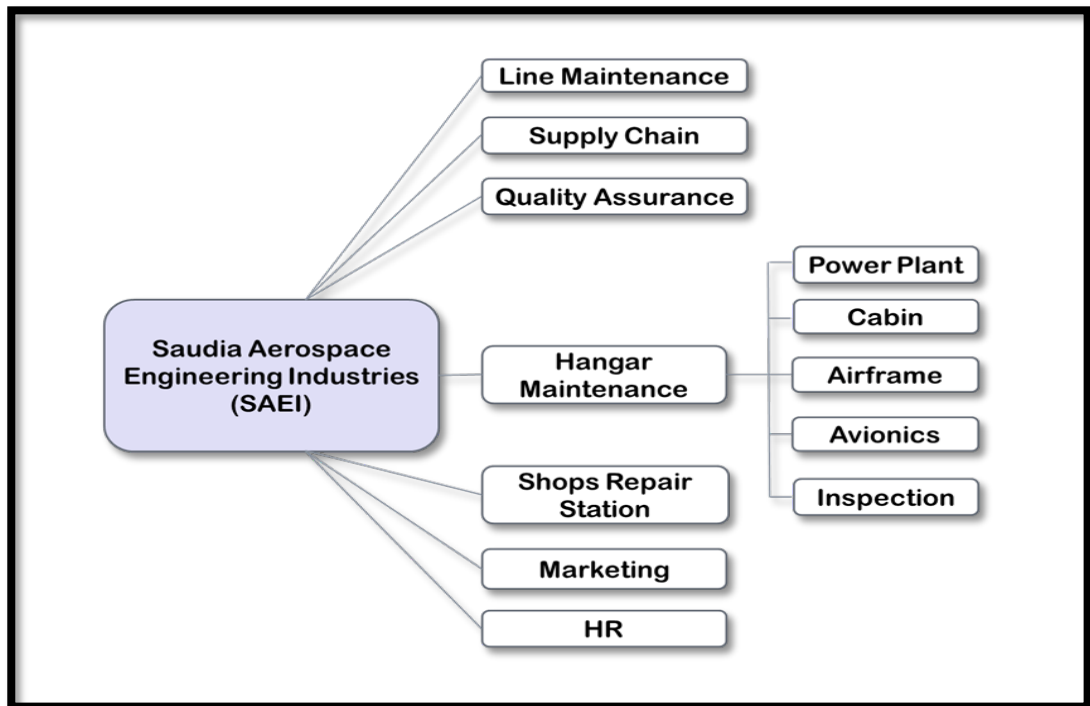 Line Maintenance
Supply Chain
Quality Assurance
Saudia Aerospace
Engineering Industries
(SAEI)
Hangar
Maintenance
Power Plant
Cabin
Airframe
Avionics
Inspection
Shops Repair
Station
Marketing
HR